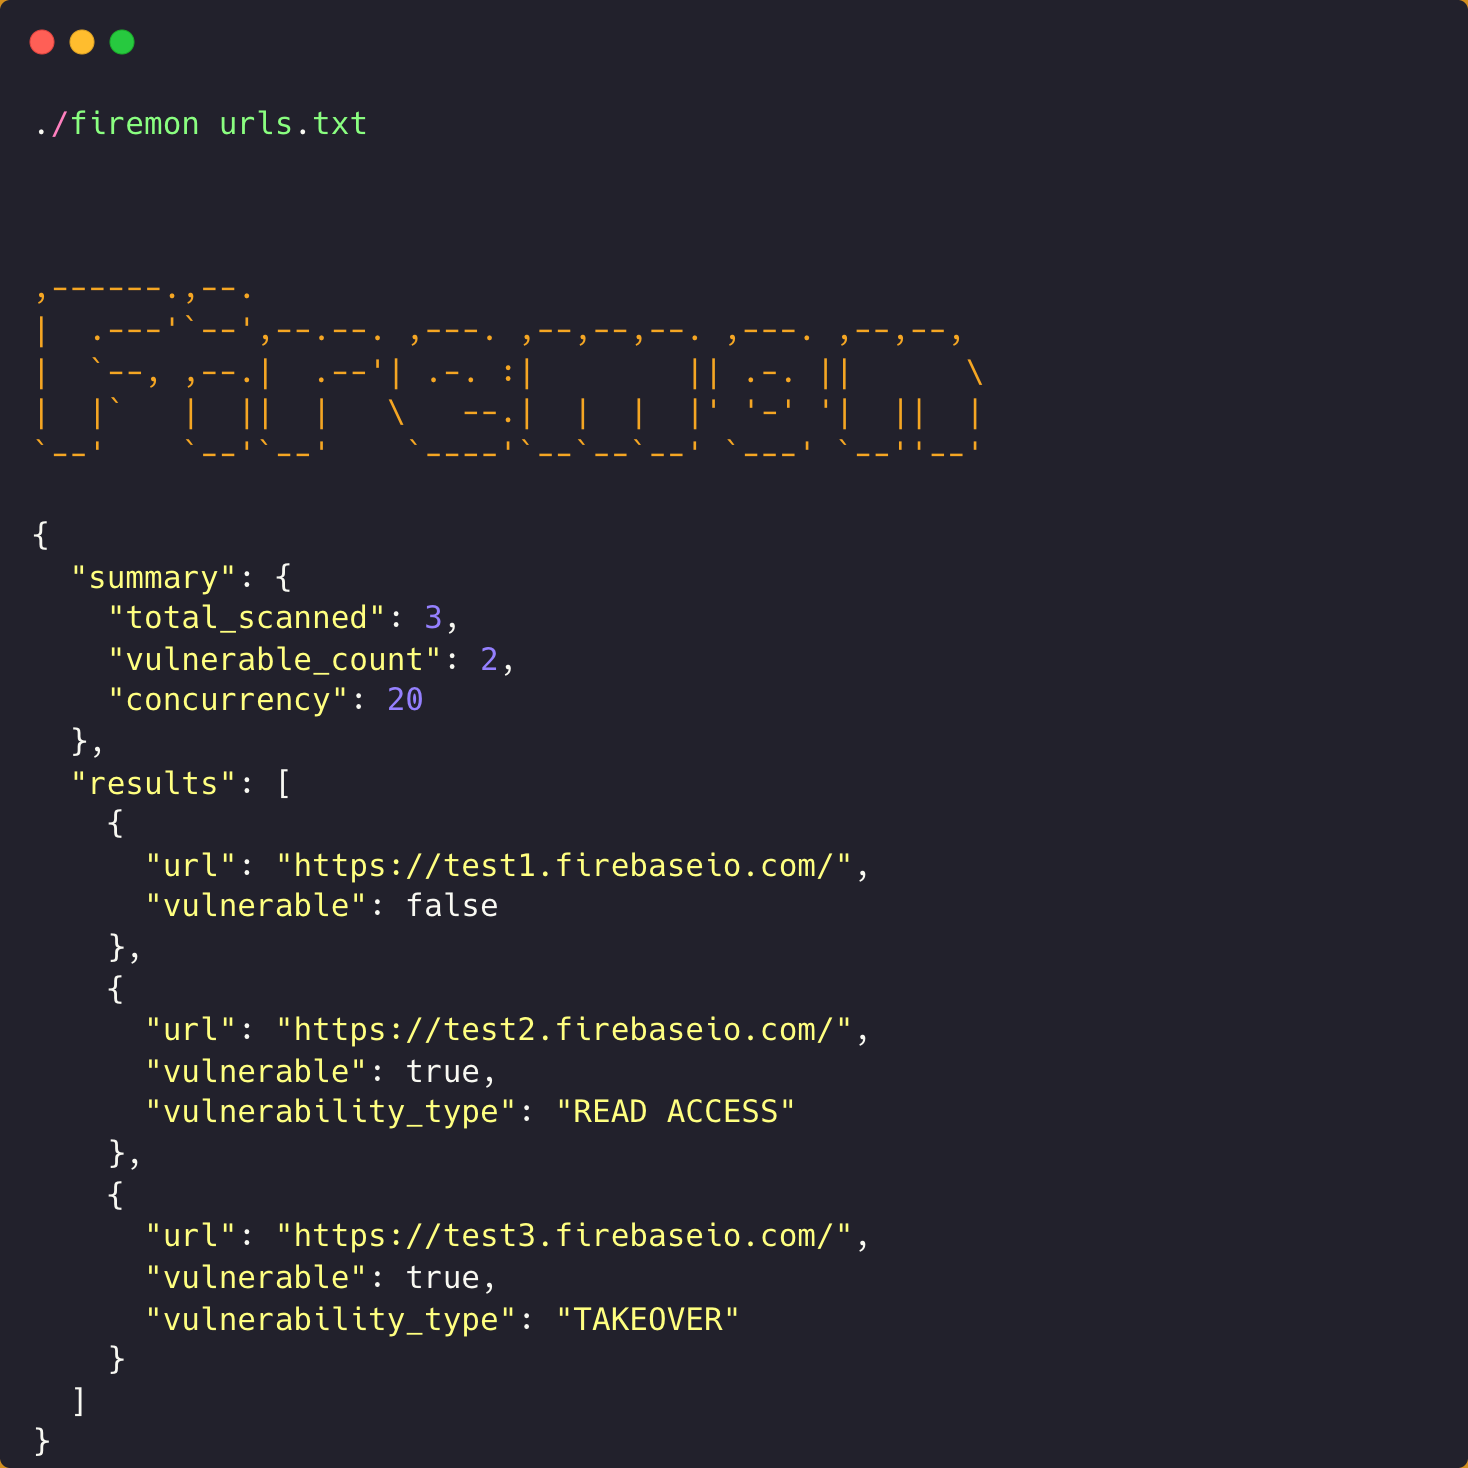 ./firemon urls.txt
,------.,--.
|  .---'`--',--.--. ,---. ,--,--,--. ,---. ,--,--,
|  `--, ,--.|  .--'| .-. :|        || .-. ||      \
|  |`   |  ||  |   \   --.|  |  |  |' '-' '|  ||  |
`--'    `--'`--'    `----'`--`--`--' `---' `--''--'
{
  "summary": {
    "total_scanned": 3,
    "vulnerable_count": 2,
    "concurrency": 20
  },
  "results": [
    {
      "url": "https://test1.firebaseio.com/",
      "vulnerable": false
    },
    {
      "url": "https://test2.firebaseio.com/",
      "vulnerable": true,
      "vulnerability_type": "READ ACCESS"
    },
    {
      "url": "https://test3.firebaseio.com/",
      "vulnerable": true,
      "vulnerability_type": "TAKEOVER"
    }
  ]
}